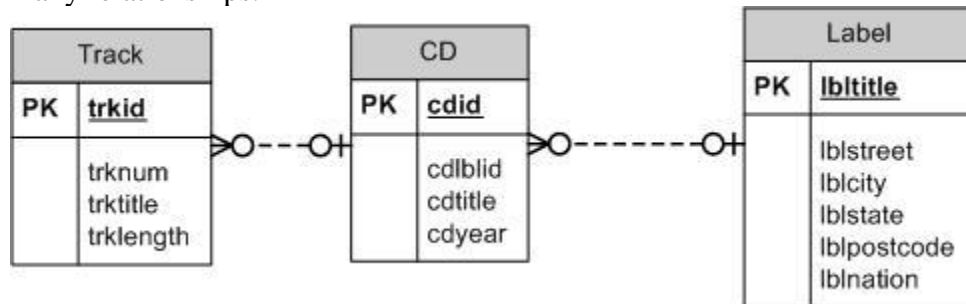 Track
PK trkid
trknum
trktitle
trklength
CD
PK cdid
cdlblid
cdtitle
cdyear
Label
PK lbltitle
lblstreet
lblcity
lblstate
lblpostcode
lblnation